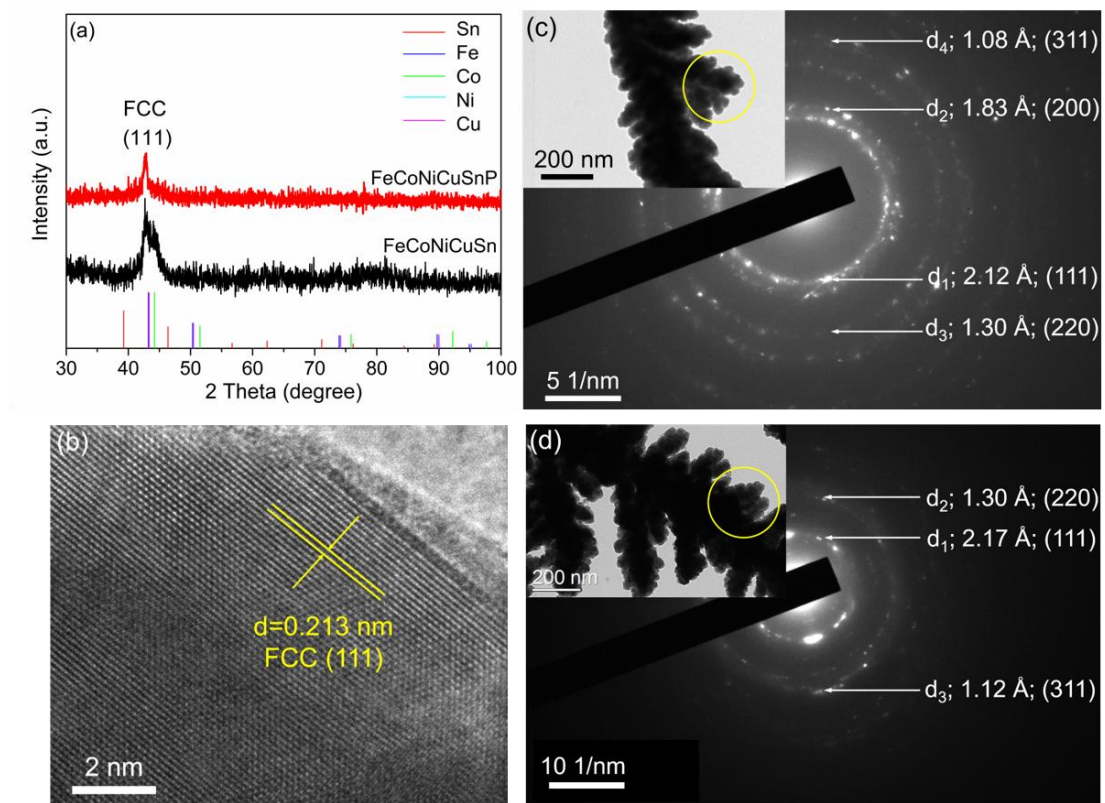 (a)
Sn
Fe
Co
Ni
Cu
FCC
(111)
FeCoNiCuSnP
FeCoNiCuSn
Intensity (a.u.)
30 40 50 60 70 80 90 100
2 Theta (degree)
(b)
d=0.213 nm
FCC (111)
2 nm
(c)
200 nm
d₄; 1.08 Å; (311)
d₂; 1.83 Å; (200)
d₁; 2.12 Å; (111)
d₃; 1.30 Å; (220)
5 1/nm
(d)
200 nm
d₂; 1.30 Å; (220)
d₁; 2.17 Å; (111)
d₃; 1.12 Å; (311)
10 1/nm